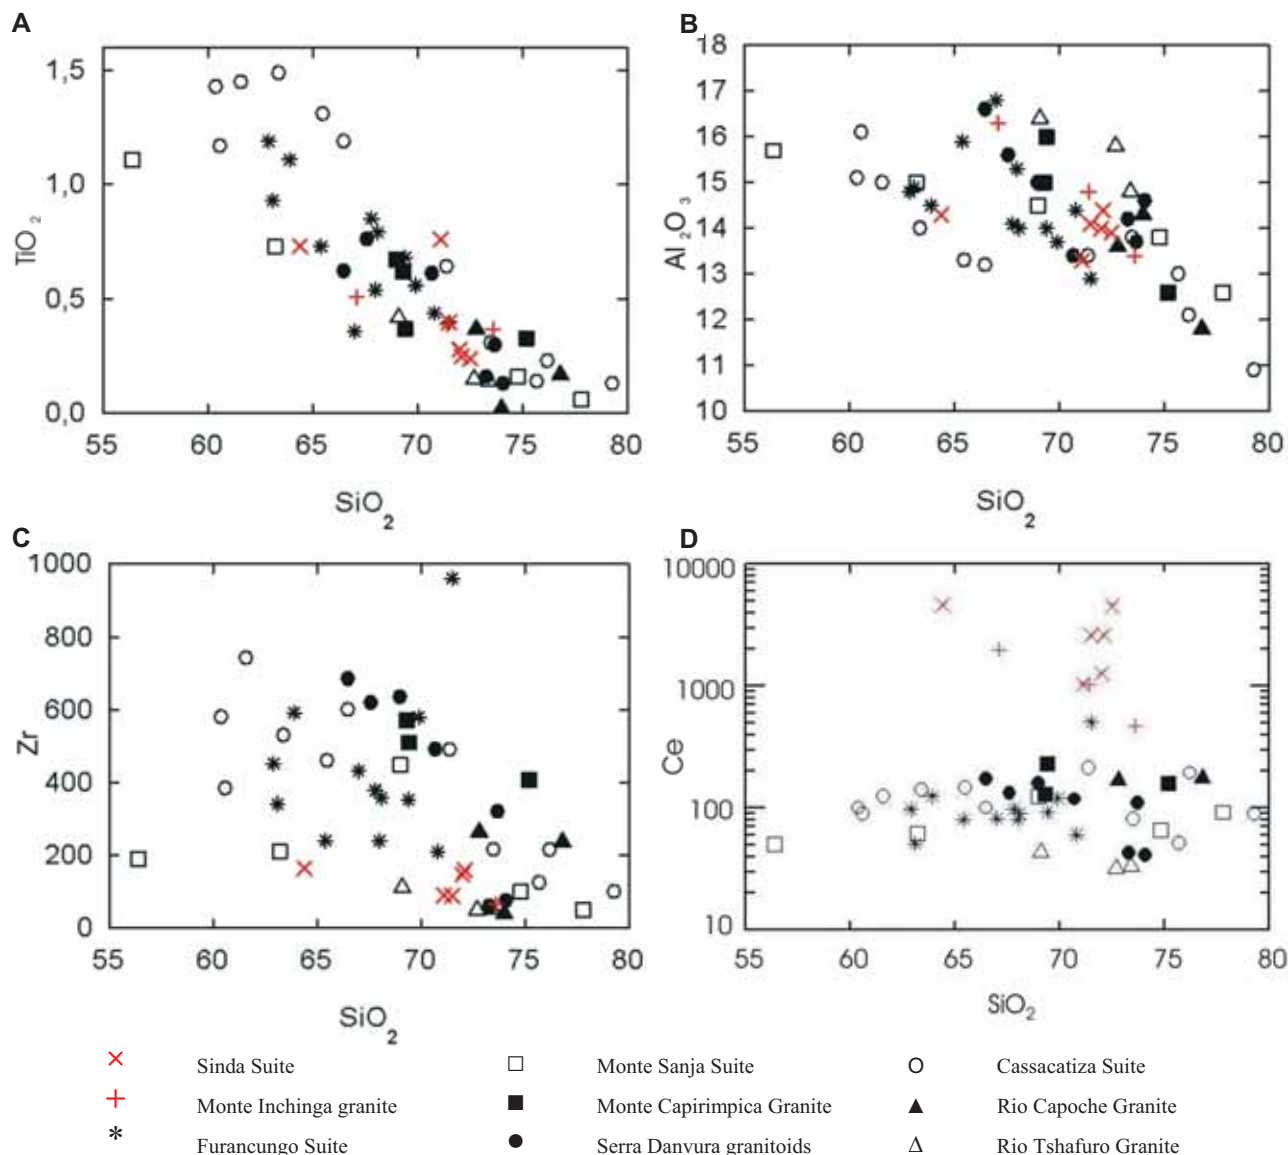 A
TiO2
1,5
1,0
0,5
0,0
55 60 65 70 75 80
SiO2
B
Al2O3
18
17
16
15
14
13
12
11
10
55 60 65 70 75 80
SiO2
C
Zr
1000
800
600
400
200
0
55 60 65 70 75 80
SiO2
D
Ce
10000
1000
100
10
55 60 65 70 75 80
SiO2
Sinda Suite Monte Sanja Suite Cassacatiza Suite
Monte Inchinga granite Monte Capirimpica Granite Rio Capoche Granite
Furancungo Suite Serra Danvura granitoids Rio Tshafuro Granite